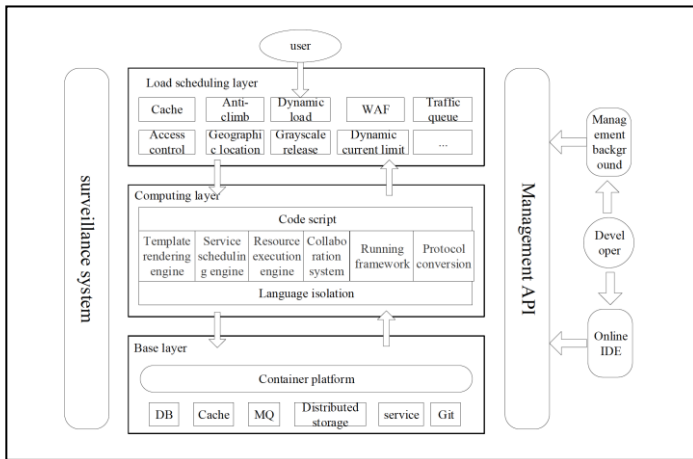 user
Load scheduling layer
Cache
Anti-
climb
Dynamic
load
WAF
Traffic
queue
Access
control
Geographi
c location
Grayscale
release
Dynamic
current limit
...
Computing layer
Code script
Template
rendering
engine
Service
schedulin
g engine
Resource
execution
engine
Collabo
ration
system
Running
framework
Protocol
conversion
Language isolation
Base layer
Container platform
DB
Cache
MQ
Distributed
storage
service
Git
surveillance system
Management API
Manag
ement
backgr
ound
Devel
oper
Online
IDE